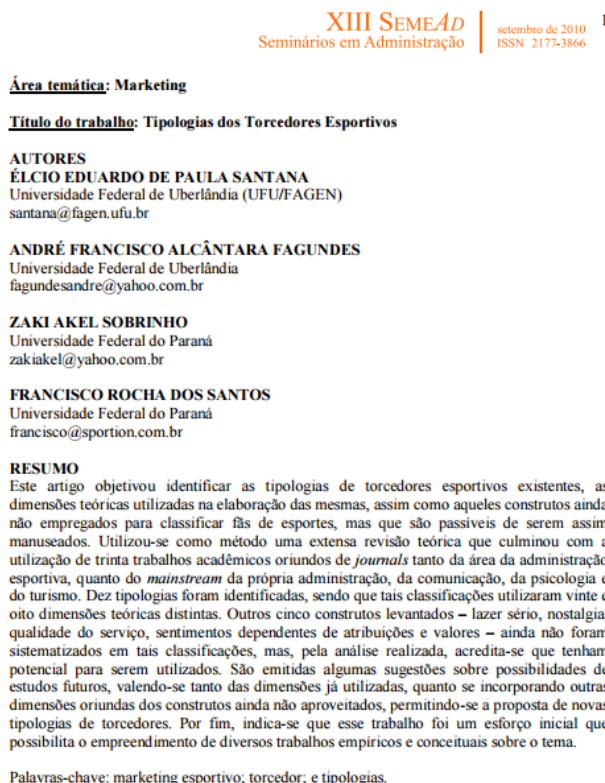 XIII SEMEAD
Seminários em Administração
setembro de 2010
ISSN 2177-3866
Área temática: Marketing
Título do trabalho: Tipologias dos Torcedores Esportivos
AUTORES
ÉLCIO EDUARDO DE PAULA SANTANA
Universidade Federal de Uberlândia (UFU/FAGEN)
santana@fagen.ufu.br
ANDRÉ FRANCISCO ALCÂNTARA FAGUNDES
Universidade Federal de Uberlândia
fagundesandre@yahoo.com.br
ZAKI AKEL SOBRINHO
Universidade Federal do Paraná
zakiakel@yahoo.com.br
FRANCISCO ROCHA DOS SANTOS
Universidade Federal do Paraná
francisco@sportion.com.br
RESUMO
Este artigo objetivou identificar as tipologias de torcedores esportivos existentes, as
dimensões teóricas utilizadas na elaboração das mesmas, assim como aqueles construtos ainda
não empregados para classificar fãs de esportes, mas que são passíveis de serem assim
manuseados. Utilizou-se como método uma extensa revisão teórica que culminou com a
utilização de trinta trabalhos acadêmicos oriundos de journals tanto da área da administração
esportiva, quanto do mainstream da própria administração, da comunicação, da psicologia e
do turismo. Dez tipologias foram identificadas, sendo que tais classificações utilizaram vinte e
oito dimensões teóricas distintas. Outros cinco construtos levantados – lazer sério, nostalgia,
qualidade do serviço, sentimentos dependentes de atribuições e valores – ainda não foram
sistematizados em tais classificações, mas, pela análise realizada, acredita-se que tenham
potencial para serem utilizados. São emitidas algumas sugestões sobre possibilidades de
estudos futuros, valendo-se tanto das dimensões já utilizadas, quanto se incorporando outras
dimensões oriundas dos construtos ainda não aproveitados, permitindo-se a proposta de novas
tipologias de torcedores. Por fim, indica-se que esse trabalho foi um esforço inicial que
possibilita o empreendimento de diversos trabalhos empíricos e conceituais sobre o tema.
Palavras-chave: marketing esportivo; torcedor; e tipologias.